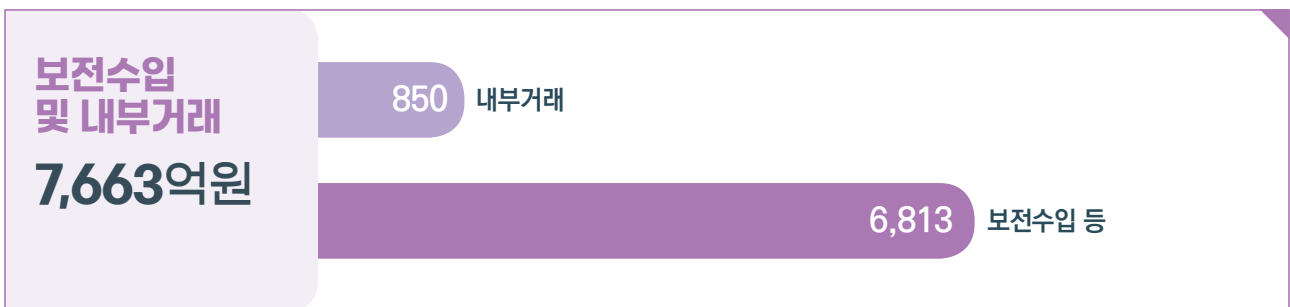 보전수입
및 내부거래
7,663억원
850 내부거래
6,813 보전수입 등